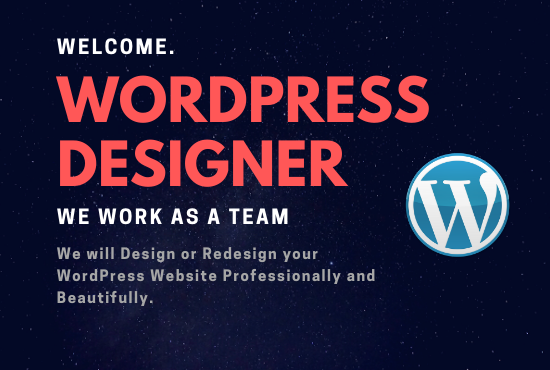 WELCOME.
WORDPRESS
DESIGNER
WE WORK AS A TEAM
We will Design or Redesign your
WordPress Website Professionally and
Beautifully.
W